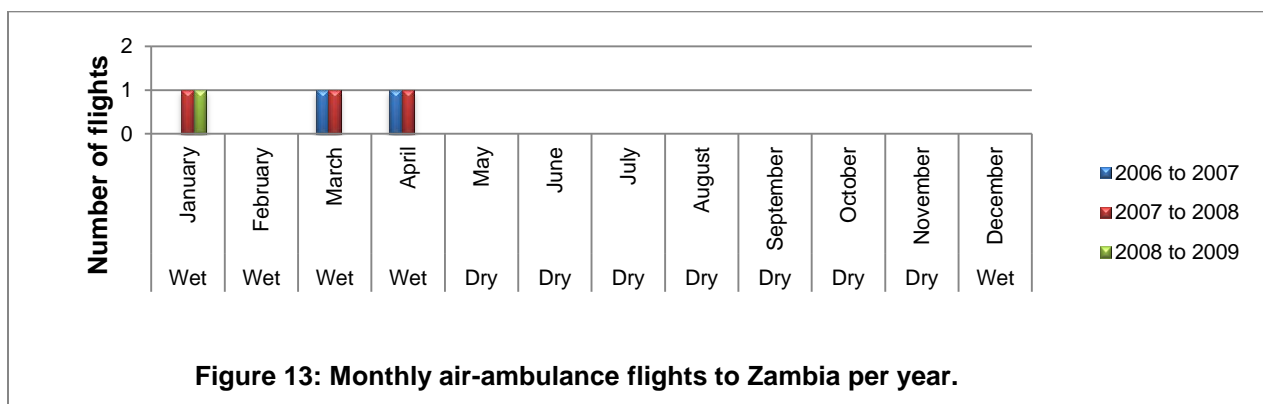 Number of flights
2
1
0
January
February
March
April
May
June
July
August
September
October
November
December
Wet
Wet
Wet
Wet
Dry
Dry
Dry
Dry
Dry
Dry
Dry
Wet
2006 to 2007
2007 to 2008
2008 to 2009
Figure 13: Monthly air-ambulance flights to Zambia per year.